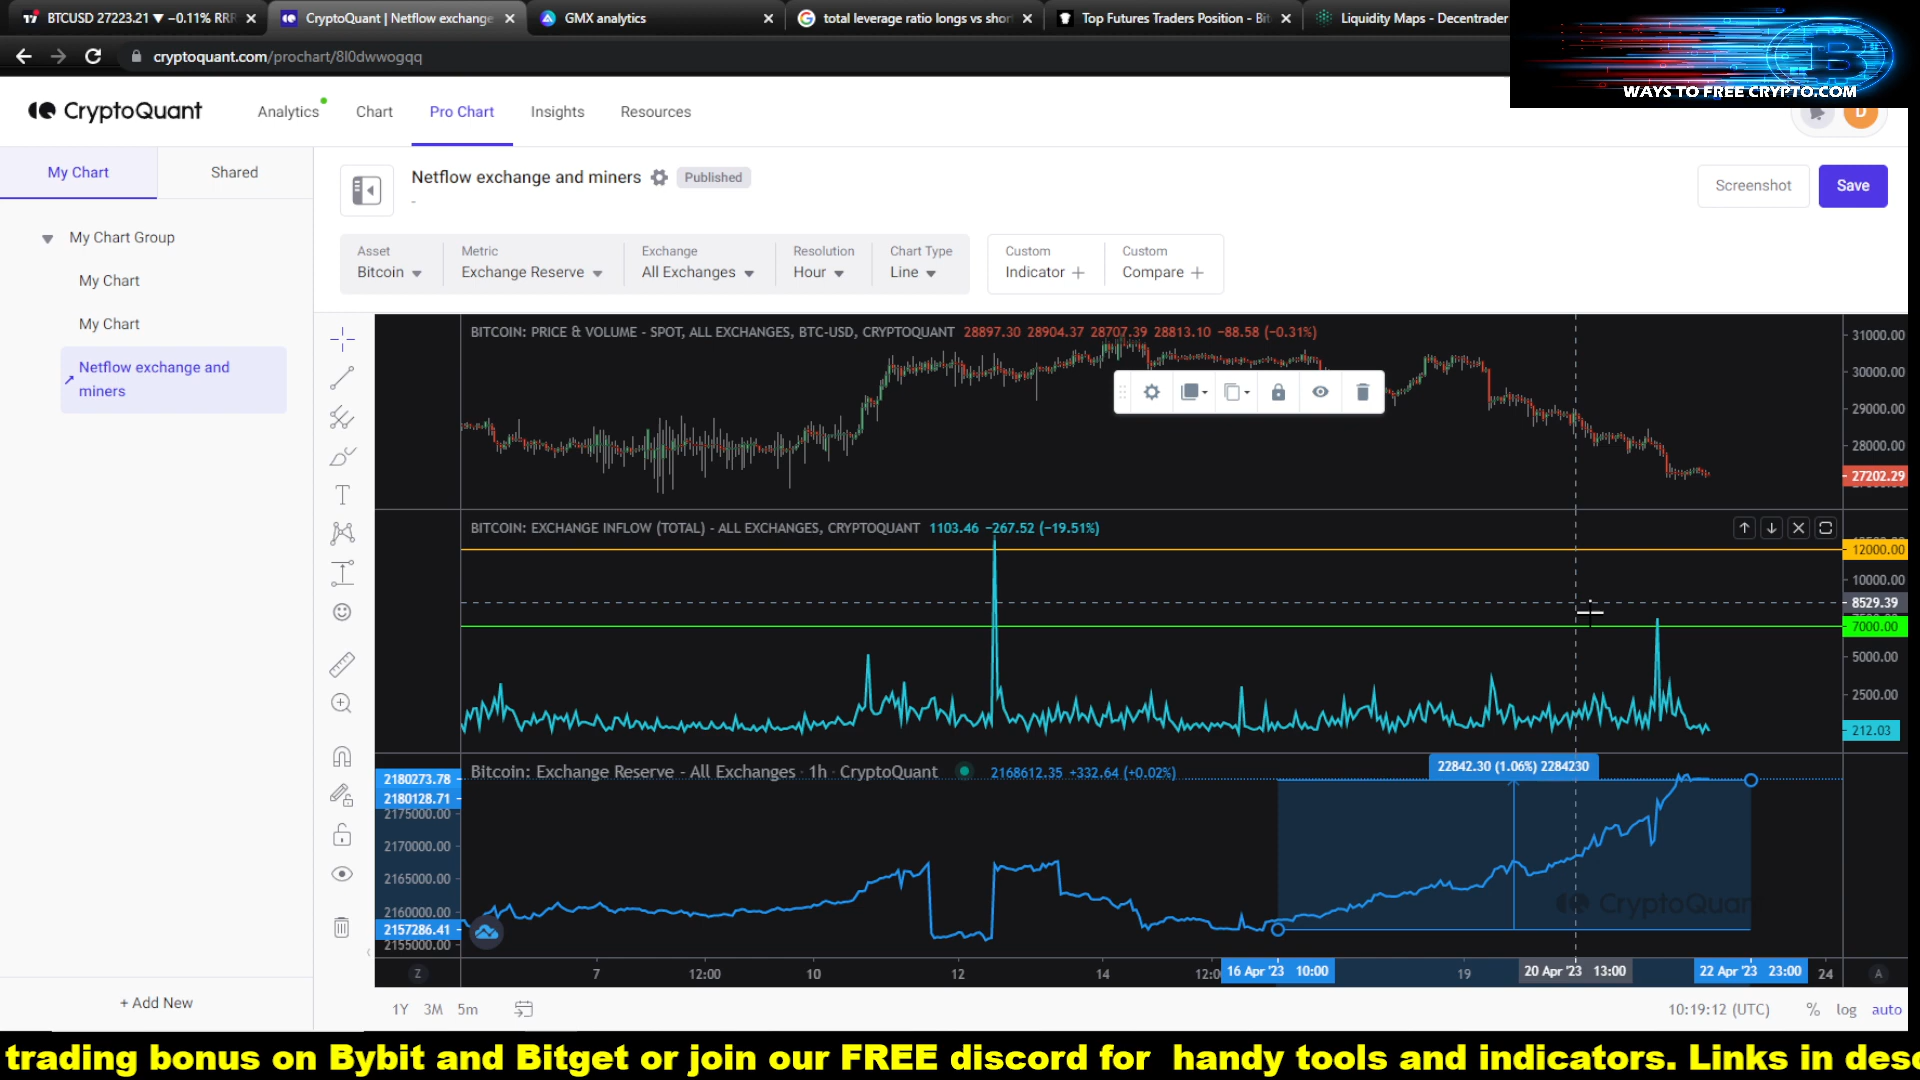 BTCUSD 27223.21 ▼ −0.11% RRR
CryptoQuant | Netflow exchange
GMX analytics
total leverage ratio longs vs shor
Top Futures Traders Position - Bit
Liquidity Maps - Decentrader
cryptoquant.com/prochart/8l0dwwogqq
WAYS TO FREE CRYPTO.COM
CryptoQuant
Analytics
Chart
Pro Chart
Insights
Resources
D
My Chart
Shared
Netflow exchange and miners
Published
-
Screenshot
Save
My Chart Group
My Chart
My Chart
Netflow exchange and
miners
+ Add New
Asset
Bitcoin
Metric
Exchange Reserve
Exchange
All Exchanges
Resolution
Hour
Chart Type
Line
Custom
Indicator +
Custom
Compare +
BITCOIN: PRICE & VOLUME - SPOT, ALL EXCHANGES, BTC-USD, CRYPTOQUANT 28897.30 28904.37 28707.39 28813.10 −88.58 (−0.31%)
31000.00
30000.00
29000.00
28000.00
27202.29
BITCOIN: EXCHANGE INFLOW (TOTAL) - ALL EXCHANGES, CRYPTOQUANT 1103.46 −267.52 (−19.51%)
12000.00
10000.00
8529.39
7000.00
5000.00
2500.00
212.03
Bitcoin: Exchange Reserve - All Exchanges · 1h · CryptoQuant 2168612.35 +332.64 (+0.02%)
22842.30 (1.06%) 2284230
2180273.78
2180128.71
2175000.00
2170000.00
2165000.00
2160000.00
2157286.41
2155000.00
CryptoQuan
Z
7
12:00
10
12
14
12:0
16 Apr '23 10:00
19
20 Apr '23 13:00
22 Apr '23 23:00
24
A
1Y
3M
5m
10:19:12 (UTC)
%
log
auto
trading bonus on Bybit and Bitget or join our FREE discord for handy tools and indicators. Links in desc